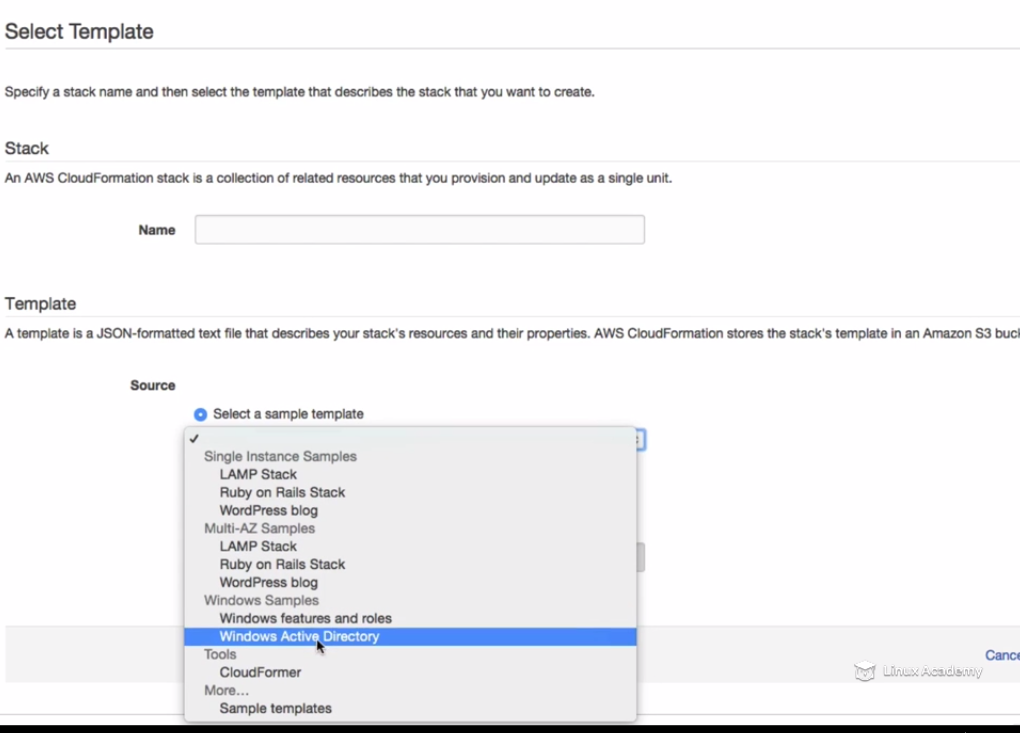 Select Template
Specify a stack name and then select the template that describes the stack that you want to create.
Stack
An AWS CloudFormation stack is a collection of related resources that you provision and update as a single unit.
Name
Template
A template is a JSON-formatted text file that describes your stack's resources and their properties. AWS CloudFormation stores the stack's template in an Amazon S3 buc
Source
Select a sample template
Single Instance Samples
LAMP Stack
Ruby on Rails Stack
WordPress blog
Multi-AZ Samples
LAMP Stack
Ruby on Rails Stack
WordPress blog
Windows Samples
Windows features and roles
Windows Active Directory
Tools
CloudFormer
More...
Sample templates
Cance
Linux Academy